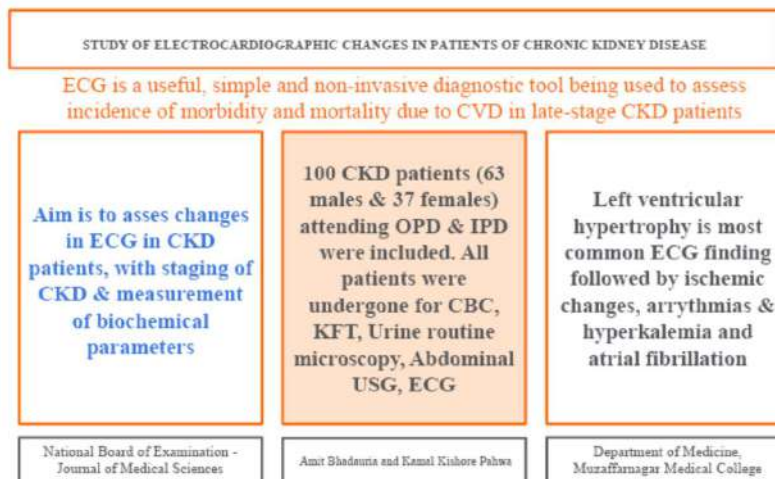 STUDY OF ELECTROCARDIOGRAPHIC CHANGES IN PATIENTS OF CHRONIC KIDNEY DISEASE
ECG is a useful, simple and non-invasive diagnostic tool being used to assess
incidence of morbidity and mortality due to CVD in late-stage CKD patients
Aim is to asses changes
in ECG in CKD
patients, with staging of
CKD & measurement
of biochemical
parameters
100 CKD patients (63
males & 37 females)
attending OPD & IPD
were included. All
patients were
undergone for CBC,
KFT, Urine routine
microscopy, Abdominal
USG, ECG
Left ventricular
hypertrophy is most
common ECG finding
followed by ischemic
changes, arrythmias &
hyperkalemia and
atrial fibrillation
National Board of Examination -
Journal of Medical Sciences
Amit Bhadauria and Kamal Kishore Pahwa
Department of Medicine,
Muzaffarnagar Medical College